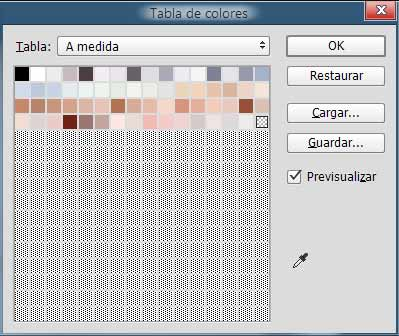 Tabla de colores
Tabla: A medida
OK
Restaurar
Cargar...
Guardar...
Previsualizar